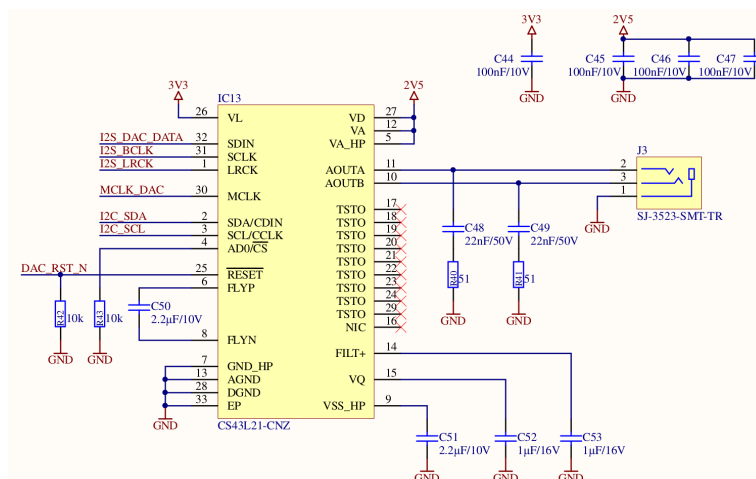 3V3 2V5
C44 C45 C46 C47
100nF/10V 100nF/10V 100nF/10V 100nF/10V
GND GND
3V3 IC13 2V5
26 VL VD 27
VA 12
I2S_DAC_DATA 32 SDIN VA_HP 5
I2S_BCLK 31 SCLK
I2S_LRCK 1 LRCK AOUTA 11
AOUTB 10
J3
2
3
1
SJ-3523-SMT-TR
GND
MCLK_DAC 30 MCLK
TSTO 17
I2C_SDA 2 SDA/CDIN TSTO 18
I2C_SCL 3 SCL/CCLK TSTO 19
4 AD0/CS TSTO 20
TSTO 21
DAC_RST_N 25 RESET TSTO 22
6 FLYP TSTO 23
TSTO 24
TSTO 29
NIC 16
C48 C49
22nF/50V 22nF/50V
R40 51 R41 51
GND GND
R42 10k R43 10k
C50
2.2µF/10V
GND GND
8 FLYN
FILT+ 14
7 GND_HP
13 AGND VQ 15
28 DGND
33 EP VSS_HP 9
GND
CS43L21-CNZ
C51 C52 C53
2.2µF/10V 1µF/16V 1µF/16V
GND GND GND